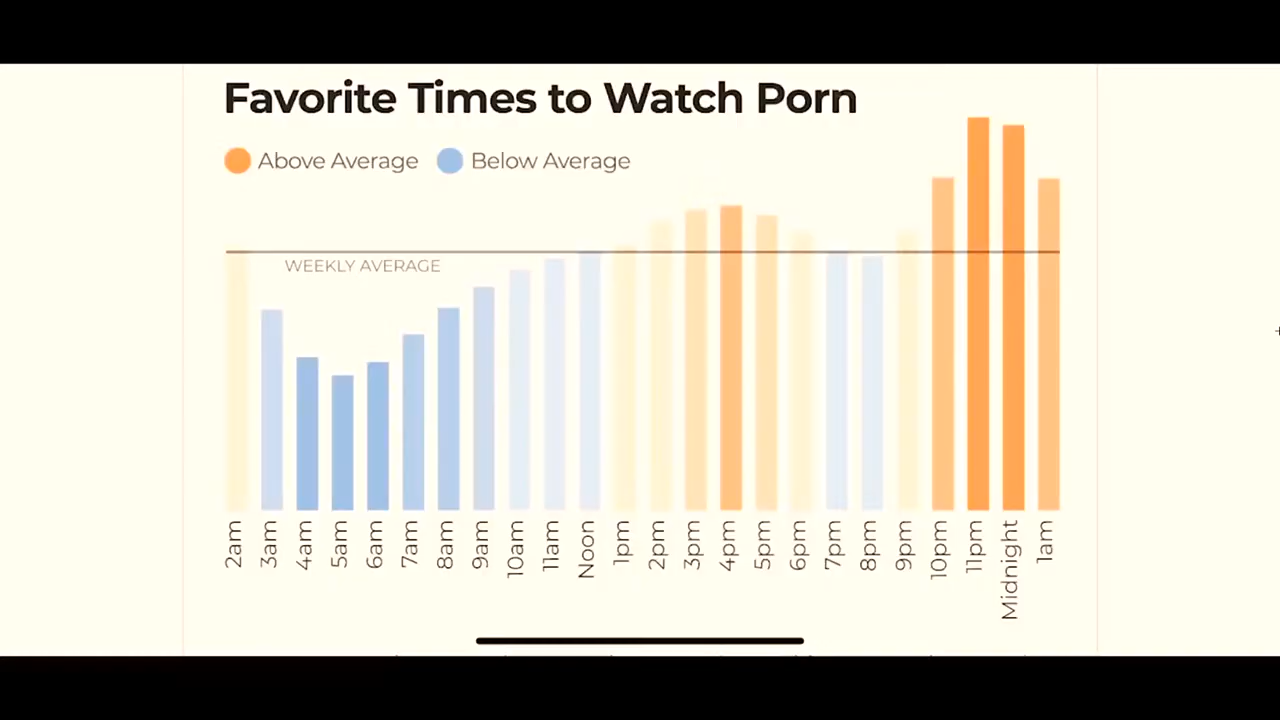 Favorite Times to Watch Porn
Above Average Below Average
WEEKLY AVERAGE
2am 3am 4am 5am 6am 7am 8am 9am 10am 11am Noon 1pm 2pm 3pm 4pm 5pm 6pm 7pm 8pm 9pm 10pm 11pm Midnight 1am